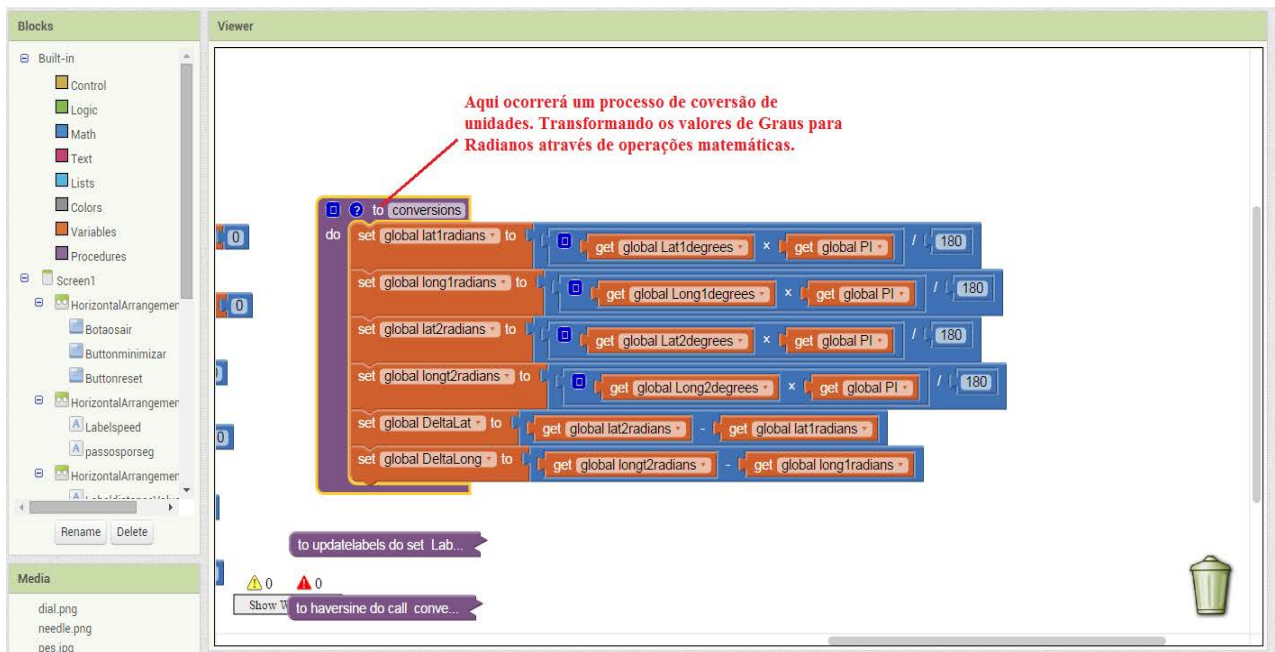 Blocks
Built-in
Control
Logic
Math
Text
Lists
Colors
Variables
Procedures
Screen1
HorizontalArrangemen
Botaosair
Buttonminimizar
Buttonreset
HorizontalArrangemen
Labelspeed
passosporseg
HorizontalArrangemen
Rename Delete
Media
dial.png
needle.png
pes.jpg
Viewer
Aqui ocorrerá um processo de coversão de
unidades. Transformando os valores de Graus para
Radianos através de operações matemáticas.
to conversions
do set global lat1radians to get global Lat1degrees × get global PI / 180
set global long1radians to get global Long1degrees × get global PI / 180
set global lat2radians to get global Lat2degrees × get global PI / 180
set global longt2radians to get global Long2degrees × get global PI / 180
set global DeltaLat to get global lat2radians - get global lat1radians
set global DeltaLong to get global longt2radians - get global long1radians
0
0
0
to updatelabels do set Lab...
0 0
Show W
to haversine do call conve...